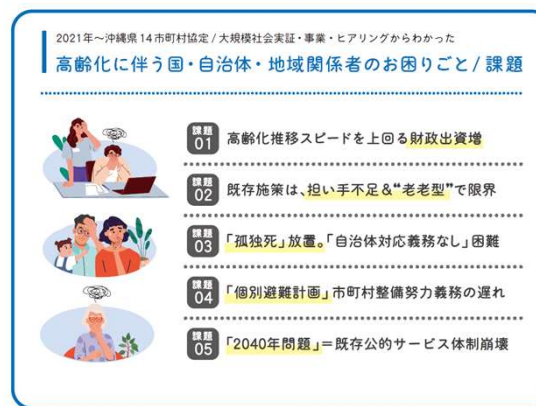 2021年～沖縄県14市町村協定/大規模社会実証・事業・ヒアリングからわかった
高齢化に伴う国・自治体・地域関係者のお困りごと/課題
課題
01
高齢化推移スピードを上回る財政出資増
課題
02
既存施策は、担い手不足&“老老型”で限界
課題
03
「孤独死」放置。「自治体対応義務なし」困難
課題
04
「個別避難計画」市町村整備努力義務の遅れ
課題
05
「2040年問題」=既存公的サービス体制崩壊